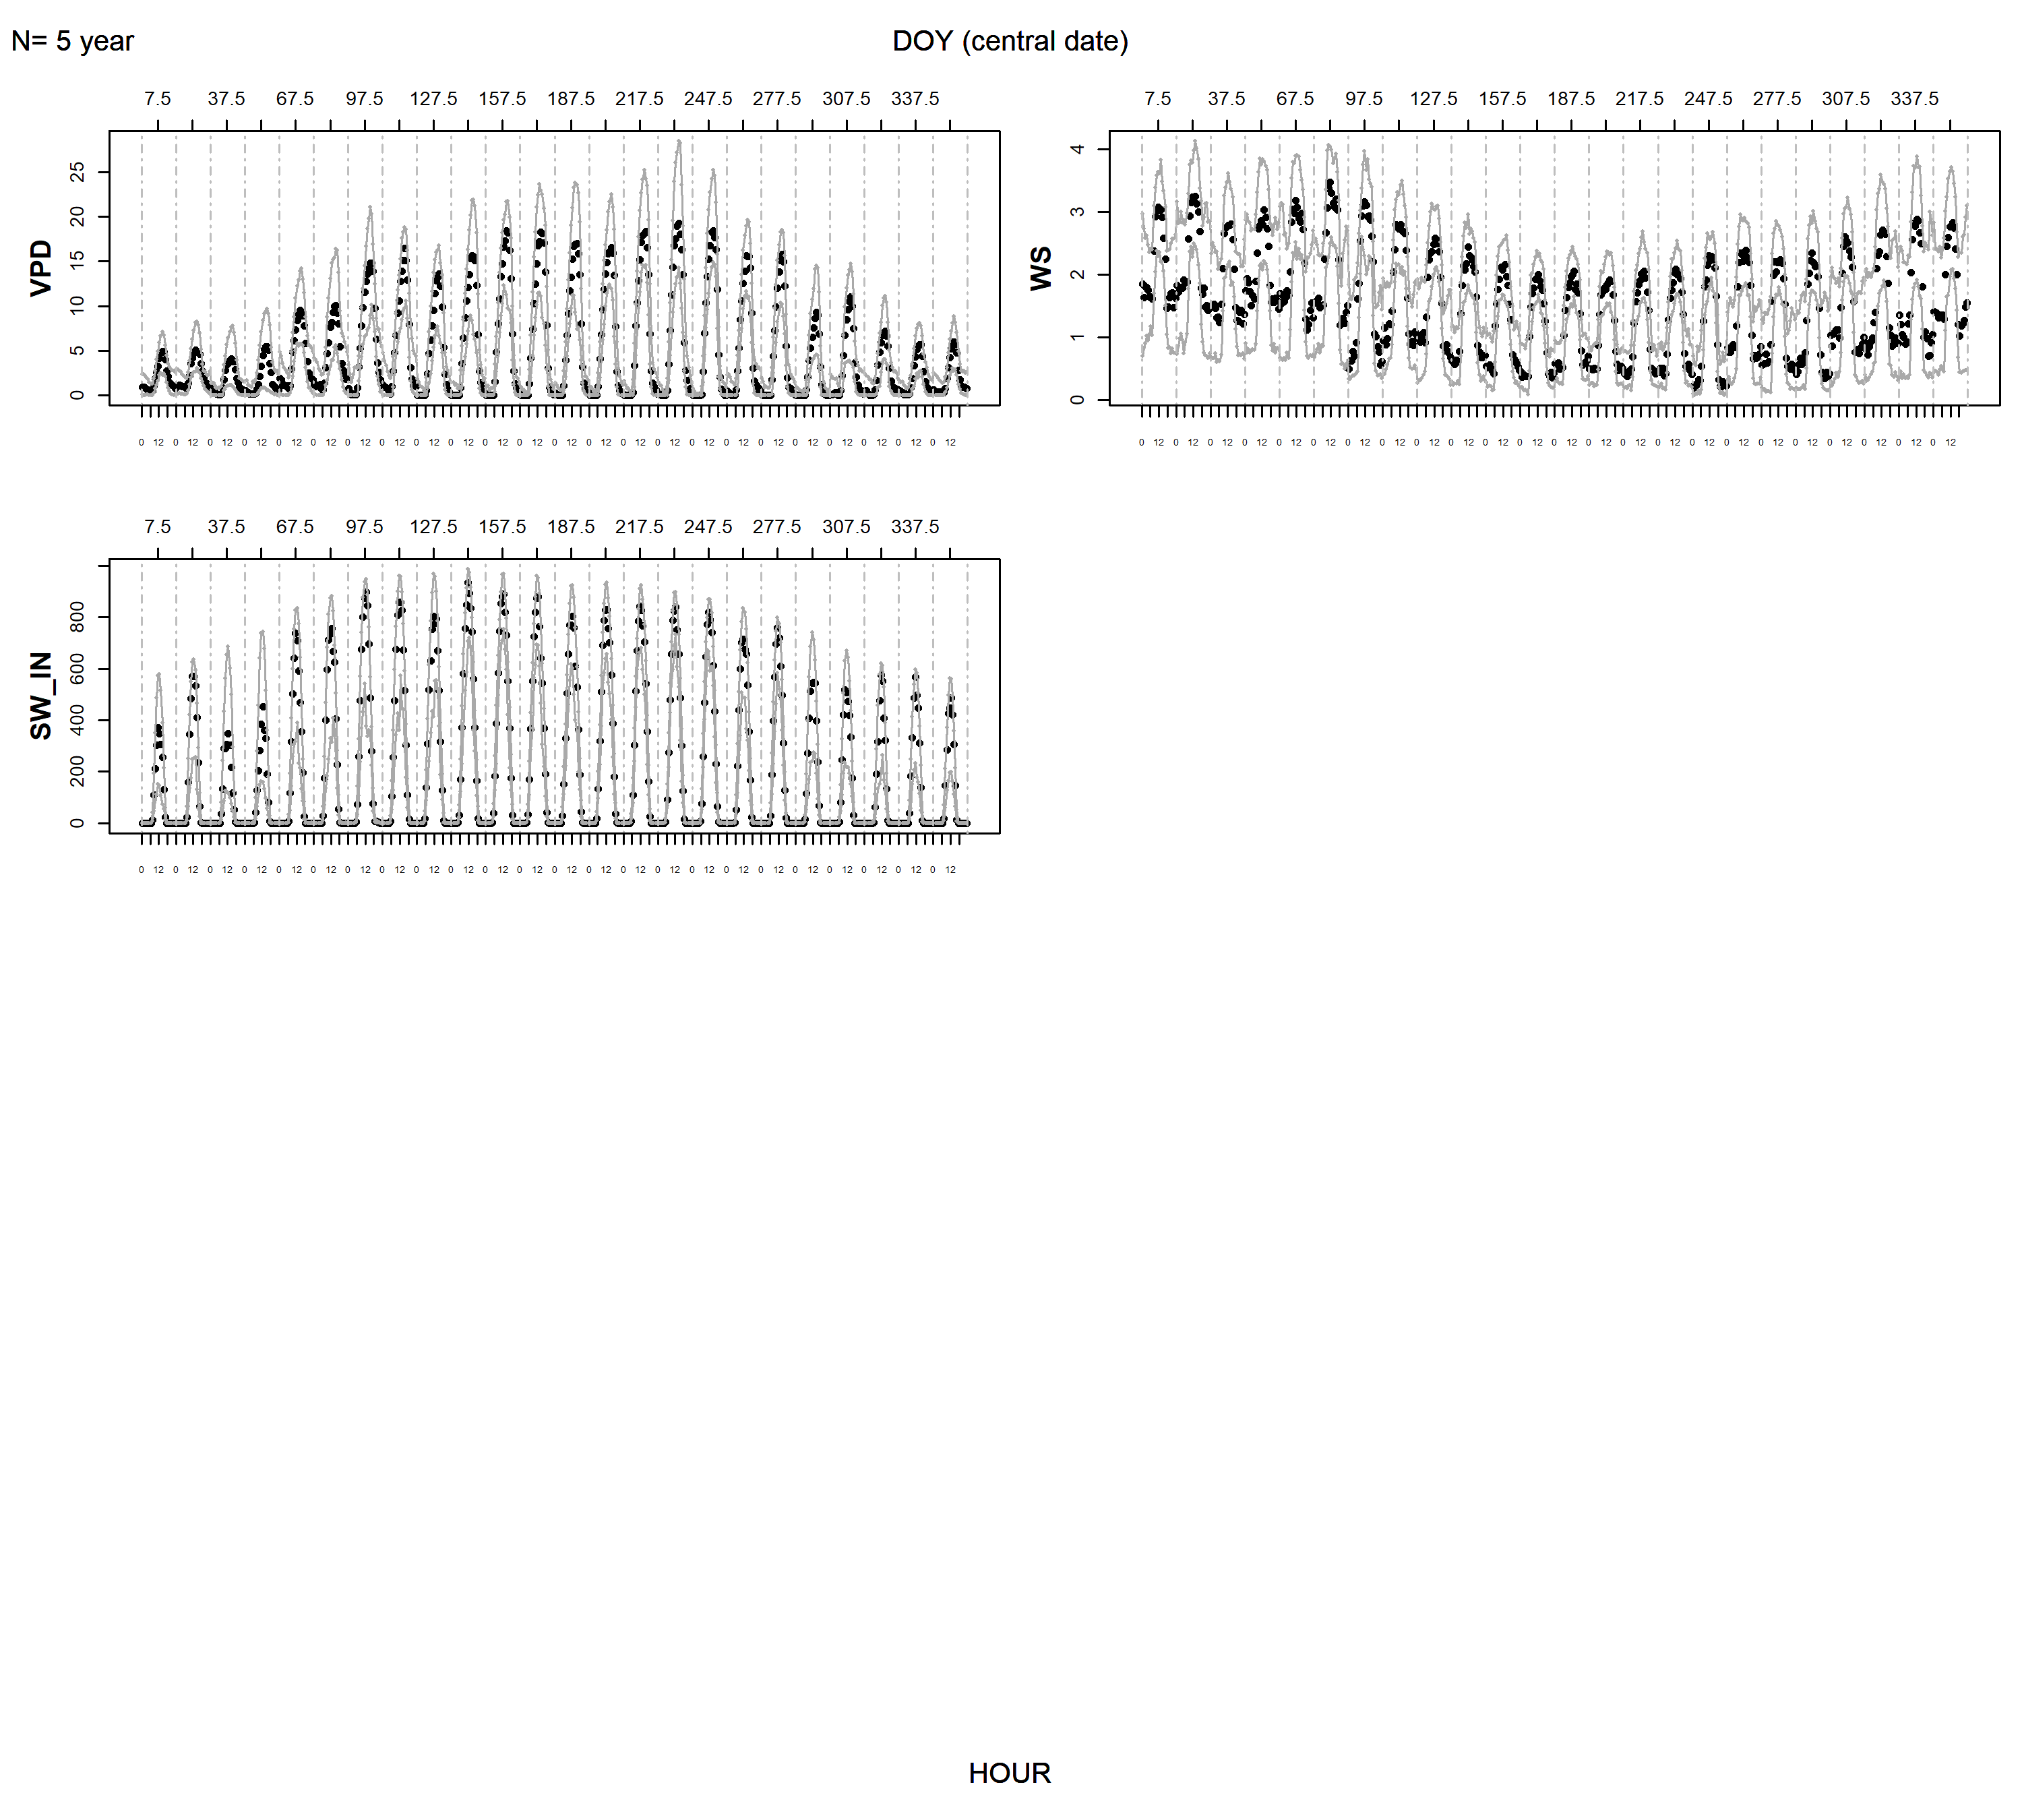 N= 5 year
DOY (central date)
7.5 37.5 67.5 97.5 127.5 157.5 187.5 217.5 247.5 277.5 307.5 337.5
VPD
25
20
15
10
5
0
0 12 0 12 0 12 0 12 0 12 0 12 0 12 0 12 0 12 0 12 0 12 0 12 0 12 0 12 0 12 0 12 0 12 0 12 0 12 0 12 0 12 0 12 0 12 0 12
7.5 37.5 67.5 97.5 127.5 157.5 187.5 217.5 247.5 277.5 307.5 337.5
WS
4
3
2
1
0
0 12 0 12 0 12 0 12 0 12 0 12 0 12 0 12 0 12 0 12 0 12 0 12 0 12 0 12 0 12 0 12 0 12 0 12 0 12 0 12 0 12 0 12 0 12 0 12
7.5 37.5 67.5 97.5 127.5 157.5 187.5 217.5 247.5 277.5 307.5 337.5
SW_IN
800
600
400
200
0
0 12 0 12 0 12 0 12 0 12 0 12 0 12 0 12 0 12 0 12 0 12 0 12 0 12 0 12 0 12 0 12 0 12 0 12 0 12 0 12 0 12 0 12 0 12 0 12
HOUR